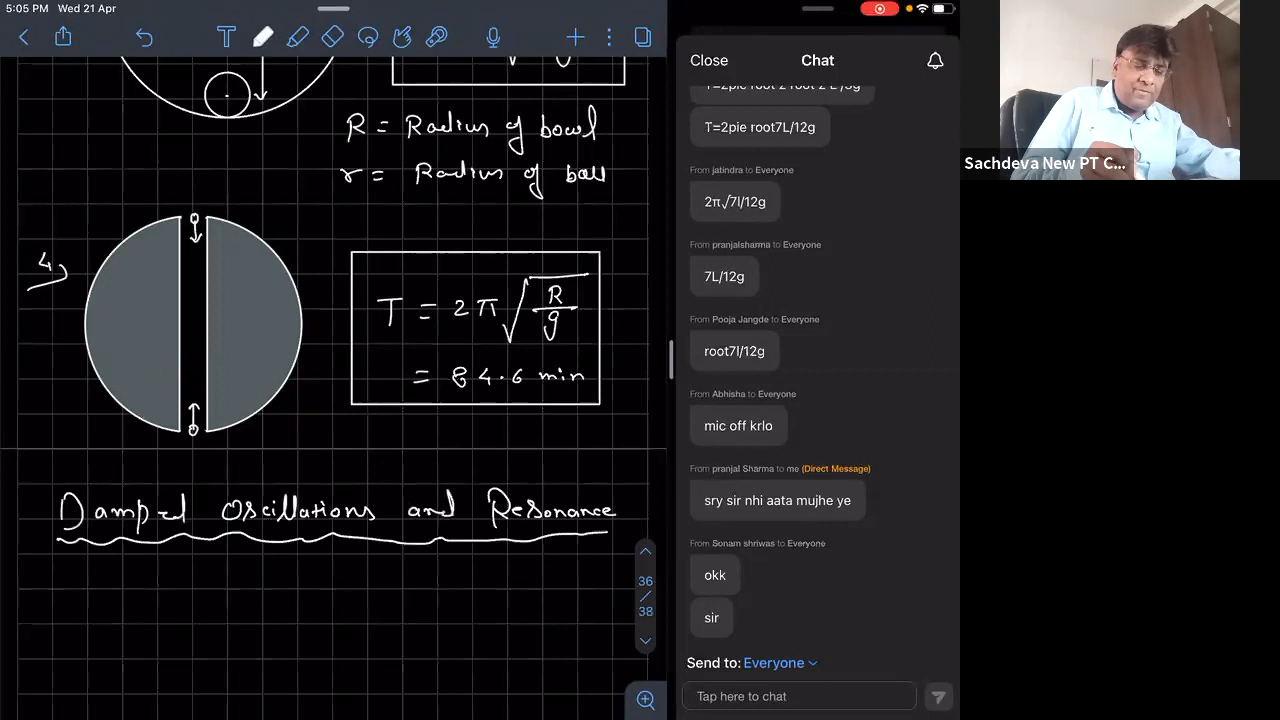 5:05 PM Wed 21 Apr
R = Radius of bowl
r = Radius of ball
4)
T = 2π √R/g
= 84.6 min
Damped Oscillations and Resonance
36
38
Close
Chat
T=2pie root7L/12g
From jatindra to Everyone
2π√7l/12g
From pranjalsharma to Everyone
7L/12g
From Pooja Jangde to Everyone
root7l/12g
From Abhisha to Everyone
mic off krlo
From pranjal Sharma to me (Direct Message)
sry sir nhi aata mujhe ye
From Sonam shriwas to Everyone
okk
sir
Send to: Everyone
Tap here to chat
Sachdeva New PT C...